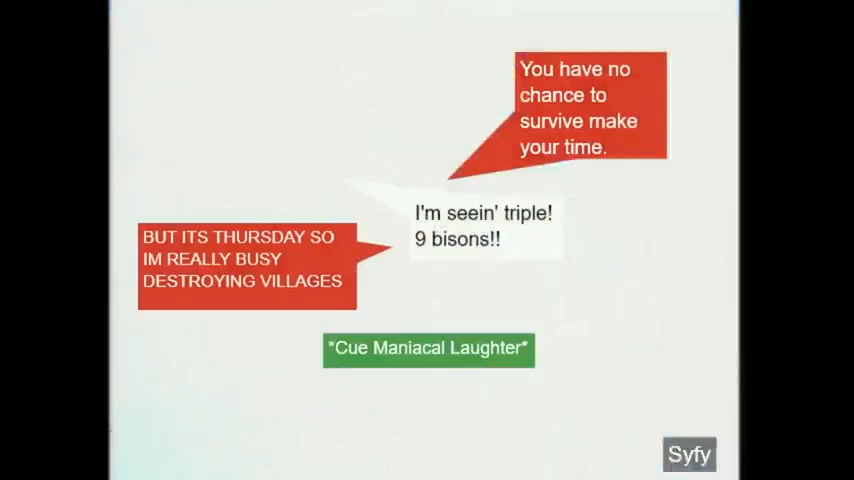 You have no
chance to
survive make
your time.
I'm seein' triple!
9 bisons!!
BUT ITS THURSDAY SO
IM REALLY BUSY
DESTROYING VILLAGES
*Cue Maniacal Laughter*
Syfy